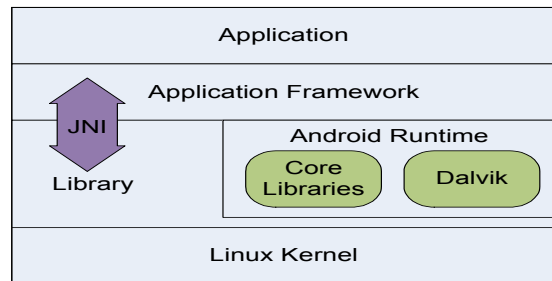 Application
Application Framework
JNI
Library
Android Runtime
Core
Libraries
Dalvik
Linux Kernel